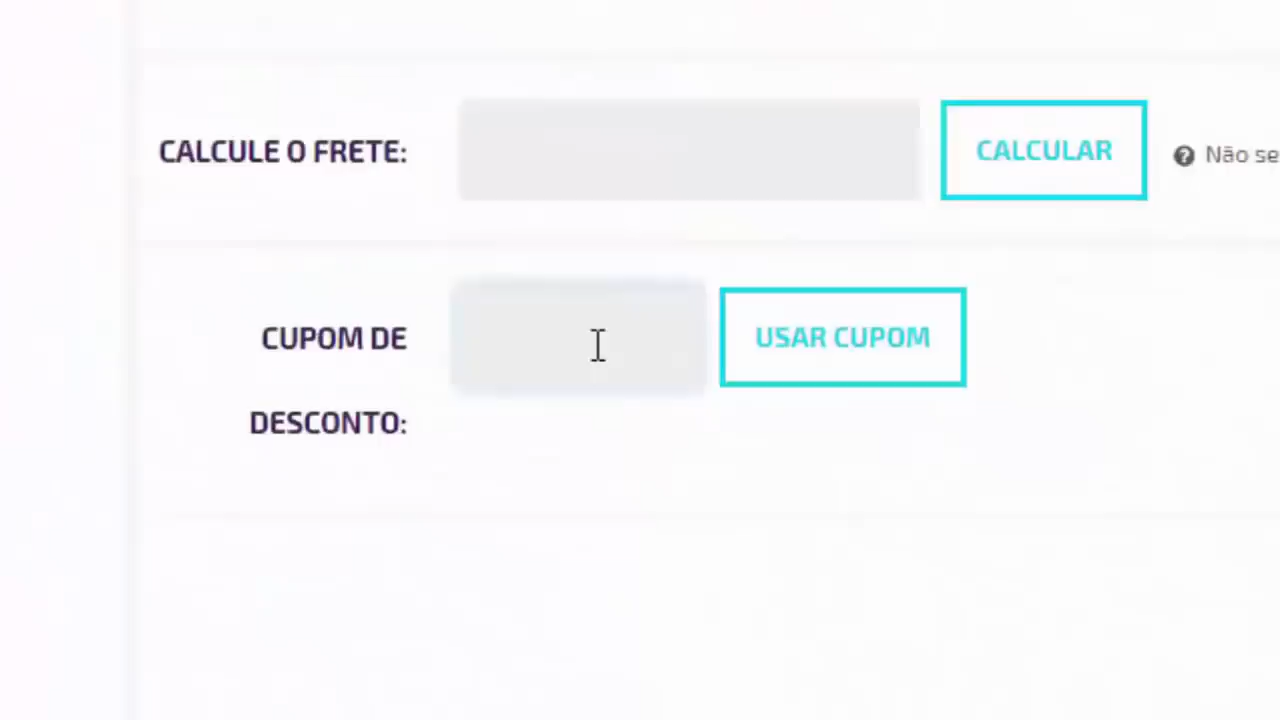 CALCULE O FRETE: CALCULAR Não se
CUPOM DE USAR CUPOM
DESCONTO: